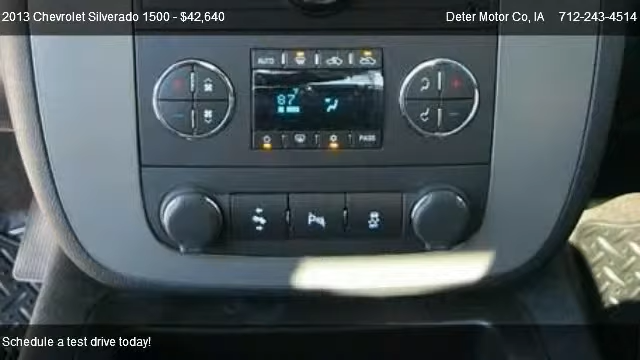 2013 Chevrolet Silverado 1500 - $42,640
Deter Motor Co, IA 712-243-4514
AUTO
87°
PASS
Schedule a test drive today!